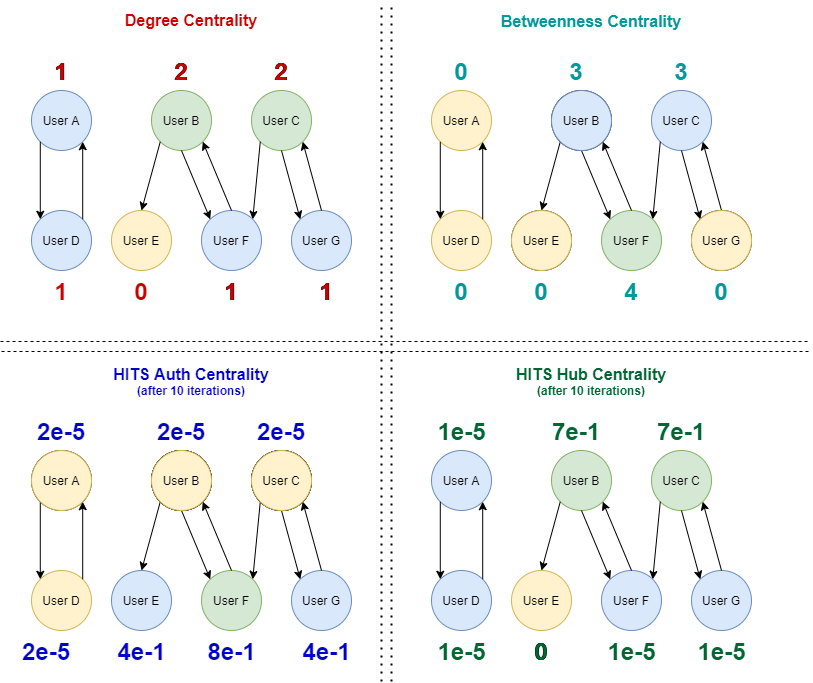 Degree Centrality
1 2 2
User A User B User C
User D User E User F User G
1 0 1 1
Betweenness Centrality
0 3 3
User A User B User C
User D User E User F User G
0 0 4 0
HITS Auth Centrality
(after 10 iterations)
2e-5 2e-5 2e-5
User A User B User C
User D User E User F User G
2e-5 4e-1 8e-1 4e-1
HITS Hub Centrality
(after 10 iterations)
1e-5 7e-1 7e-1
User A User B User C
User D User E User F User G
1e-5 0 1e-5 1e-5